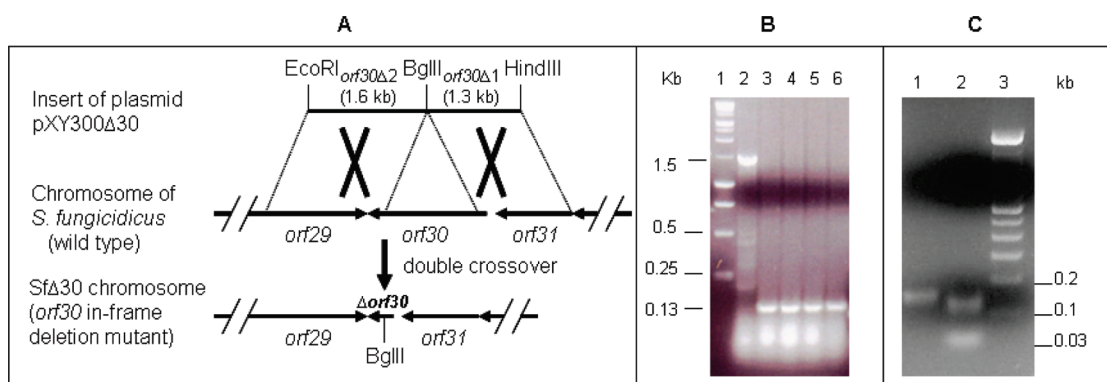 A
B
C
EcoRI orf30Δ2 BglII orf30Δ1 HindIII
(1.6 kb) (1.3 kb)
Insert of plasmid
pXY300Δ30
Chromosome of
S. fungicidicus
(wild type)
orf29 orf30 orf31
double crossover
SfΔ30 chromosome
(orf30 in-frame
deletion mutant)
Δorf30
orf29 orf31
BglII
Kb 1 2 3 4 5 6
1.5
0.5
0.25
0.13
1 2 3 kb
0.2
0.1
0.03